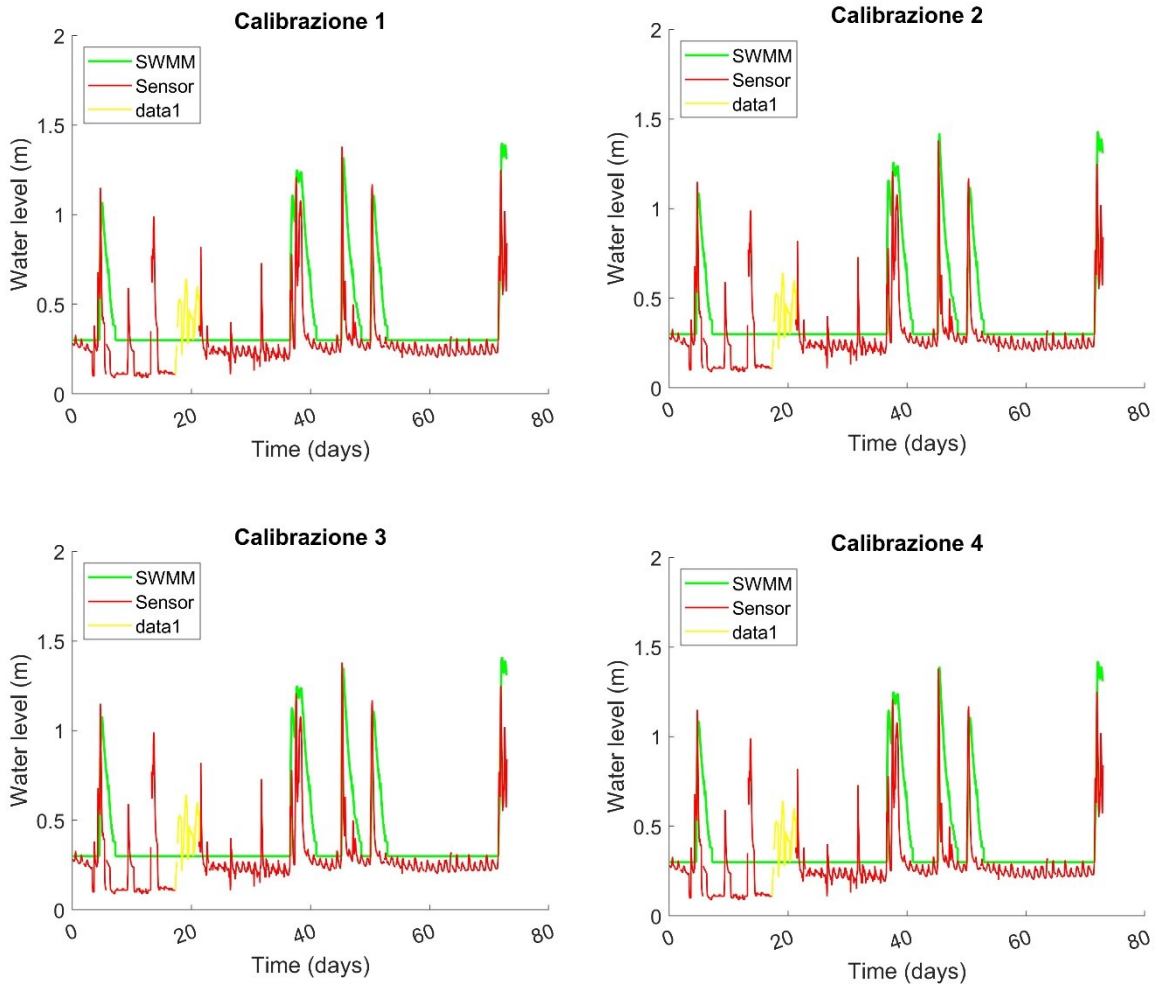 Calibrazione 1
2
1.5
1
0.5
0
Water level (m)
SWMM
Sensor
data1
0 20 40 60 80
Time (days)
Calibrazione 2
2
1.5
1
0.5
0
Water level (m)
SWMM
Sensor
data1
0 20 40 60 80
Time (days)
Calibrazione 3
2
1.5
1
0.5
0
Water level (m)
SWMM
Sensor
data1
0 20 40 60 80
Time (days)
Calibrazione 4
2
1.5
1
0.5
0
Water level (m)
SWMM
Sensor
data1
0 20 40 60 80
Time (days)